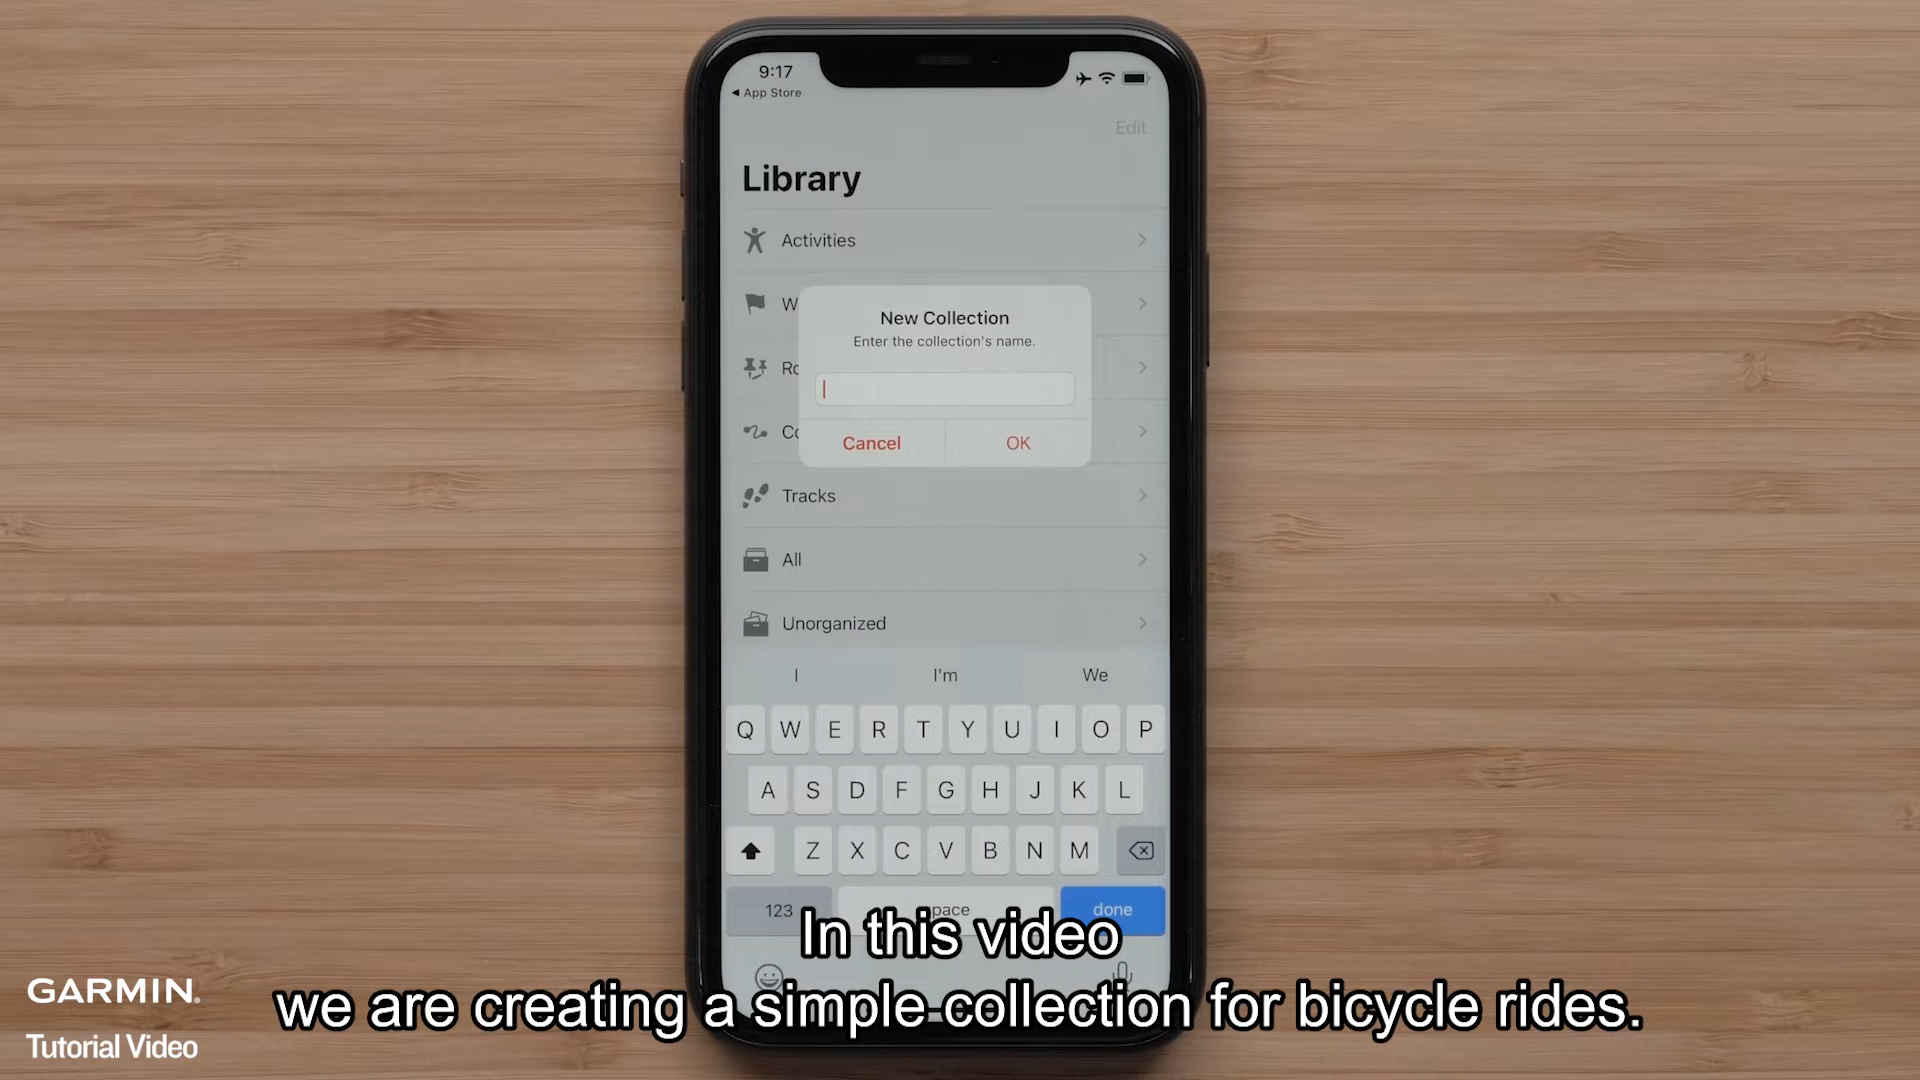 9:17
App Store
Edit
Library
Activities
New Collection
Enter the collection's name.
Cancel
OK
Tracks
All
Unorganized
I
I'm
We
Q W E R T Y U I O P
A S D F G H J K L
Z X C V B N M
123
done
In this video
we are creating a simple collection for bicycle rides.
GARMIN.
Tutorial Video